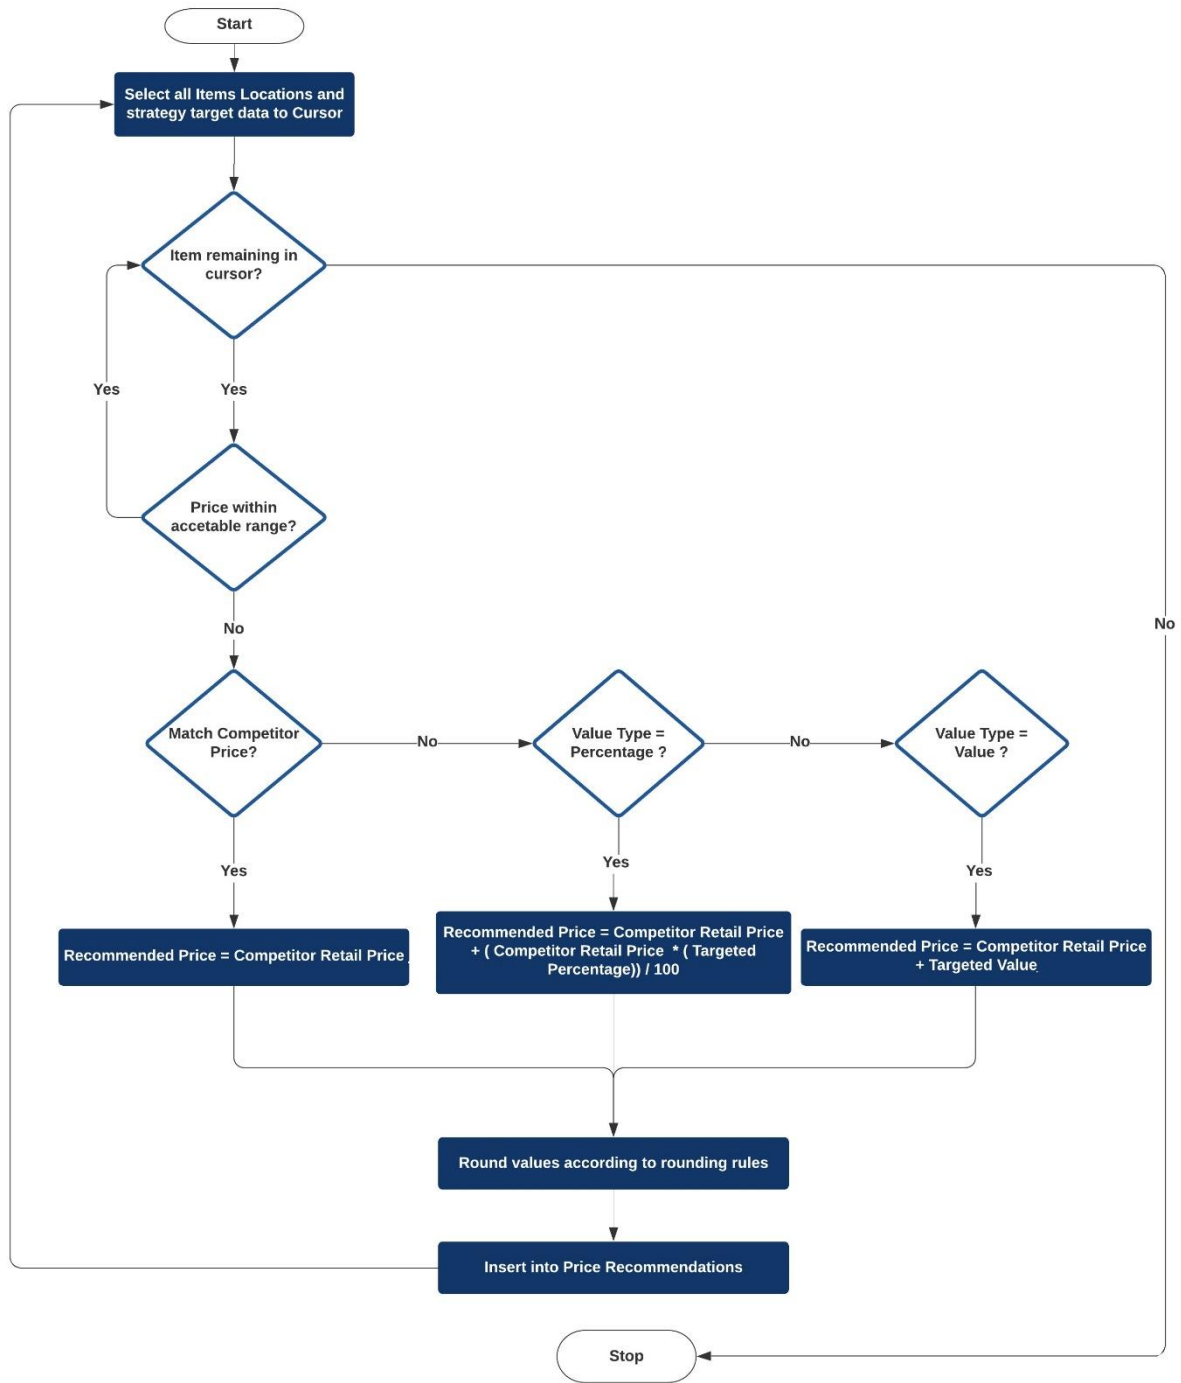 Start
Select all Items Locations and
strategy target data to Cursor
Item remaining in
cursor?
Yes
Yes
Price within
accetable range?
No
No
Match Competitor
Price?
No
Value Type =
Percentage ?
No
Value Type =
Value ?
Yes
Yes
Yes
Recommended Price = Competitor Retail Price
Recommended Price = Competitor Retail Price
+ ( Competitor Retail Price * ( Targeted
Percentage)) / 100
Recommended Price = Competitor Retail Price
+ Targeted Value
Round values according to rounding rules
Insert into Price Recommendations
Stop